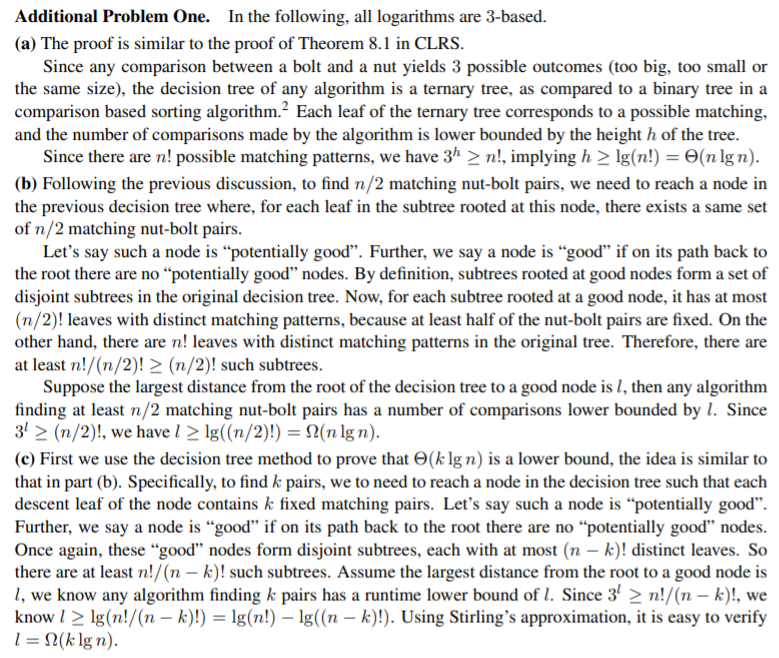 Additional Problem One. In the following, all logarithms are 3-based.
(a) The proof is similar to the proof of Theorem 8.1 in CLRS.
Since any comparison between a bolt and a nut yields 3 possible outcomes (too big, too small or
the same size), the decision tree of any algorithm is a ternary tree, as compared to a binary tree in a
comparison based sorting algorithm.² Each leaf of the ternary tree corresponds to a possible matching,
and the number of comparisons made by the algorithm is lower bounded by the height h of the tree.
Since there are n! possible matching patterns, we have 3^h ≥ n!, implying h ≥ lg(n!) = Θ(n lg n).
(b) Following the previous discussion, to find n/2 matching nut-bolt pairs, we need to reach a node in
the previous decision tree where, for each leaf in the subtree rooted at this node, there exists a same set
of n/2 matching nut-bolt pairs.
Let's say such a node is “potentially good”. Further, we say a node is “good” if on its path back to
the root there are no “potentially good” nodes. By definition, subtrees rooted at good nodes form a set of
disjoint subtrees in the original decision tree. Now, for each subtree rooted at a good node, it has at most
(n/2)! leaves with distinct matching patterns, because at least half of the nut-bolt pairs are fixed. On the
other hand, there are n! leaves with distinct matching patterns in the original tree. Therefore, there are
at least n!/(n/2)! ≥ (n/2)! such subtrees.
Suppose the largest distance from the root of the decision tree to a good node is l, then any algorithm
finding at least n/2 matching nut-bolt pairs has a number of comparisons lower bounded by l. Since
3^l ≥ (n/2)!, we have l ≥ lg((n/2)!) = Ω(n lg n).
(c) First we use the decision tree method to prove that Θ(k lg n) is a lower bound, the idea is similar to
that in part (b). Specifically, to find k pairs, we to need to reach a node in the decision tree such that each
descent leaf of the node contains k fixed matching pairs. Let's say such a node is “potentially good”.
Further, we say a node is “good” if on its path back to the root there are no “potentially good” nodes.
Once again, these “good” nodes form disjoint subtrees, each with at most (n − k)! distinct leaves. So
there are at least n!/(n − k)! such subtrees. Assume the largest distance from the root to a good node is
l, we know any algorithm finding k pairs has a runtime lower bound of l. Since 3^l ≥ n!/(n − k)!, we
know l ≥ lg(n!/(n − k)!) = lg(n!) − lg((n − k)!). Using Stirling's approximation, it is easy to verify
l = Ω(k lg n).